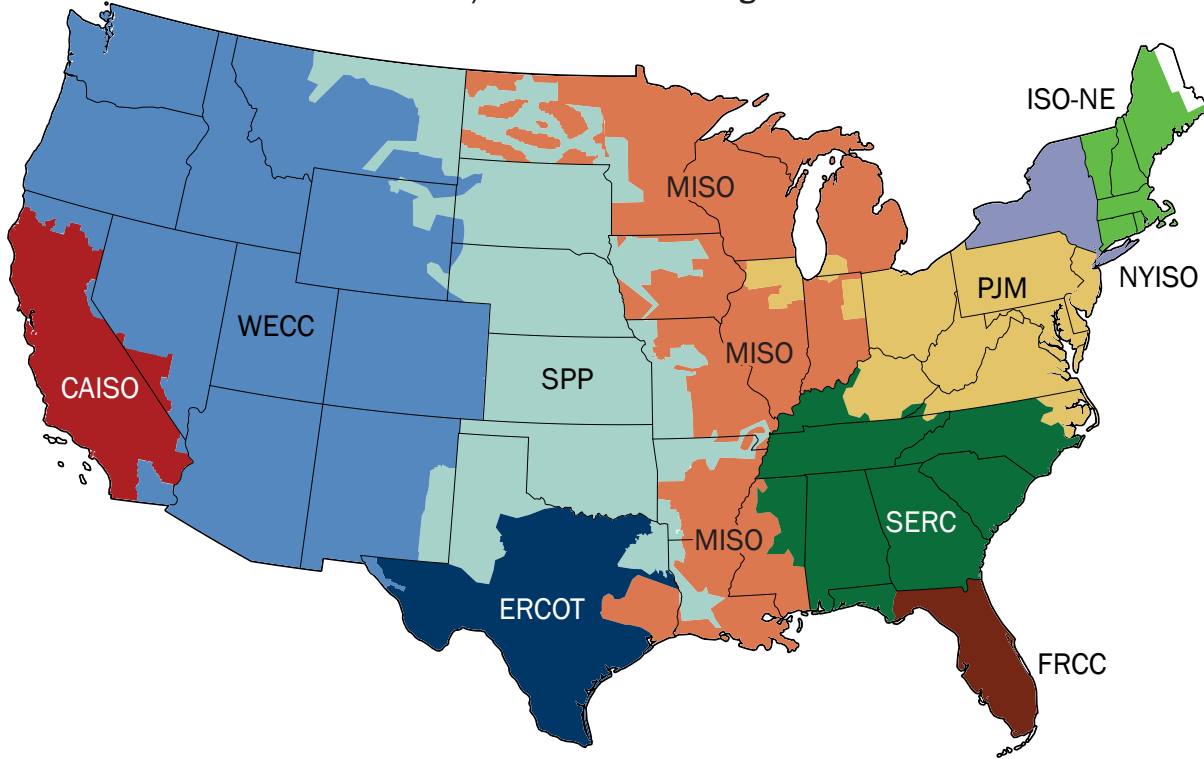 ISO-NE
MISO
NYISO
PJM
WECC
MISO
SPP
CAISO
SERC
MISO
ERCOT
FRCC